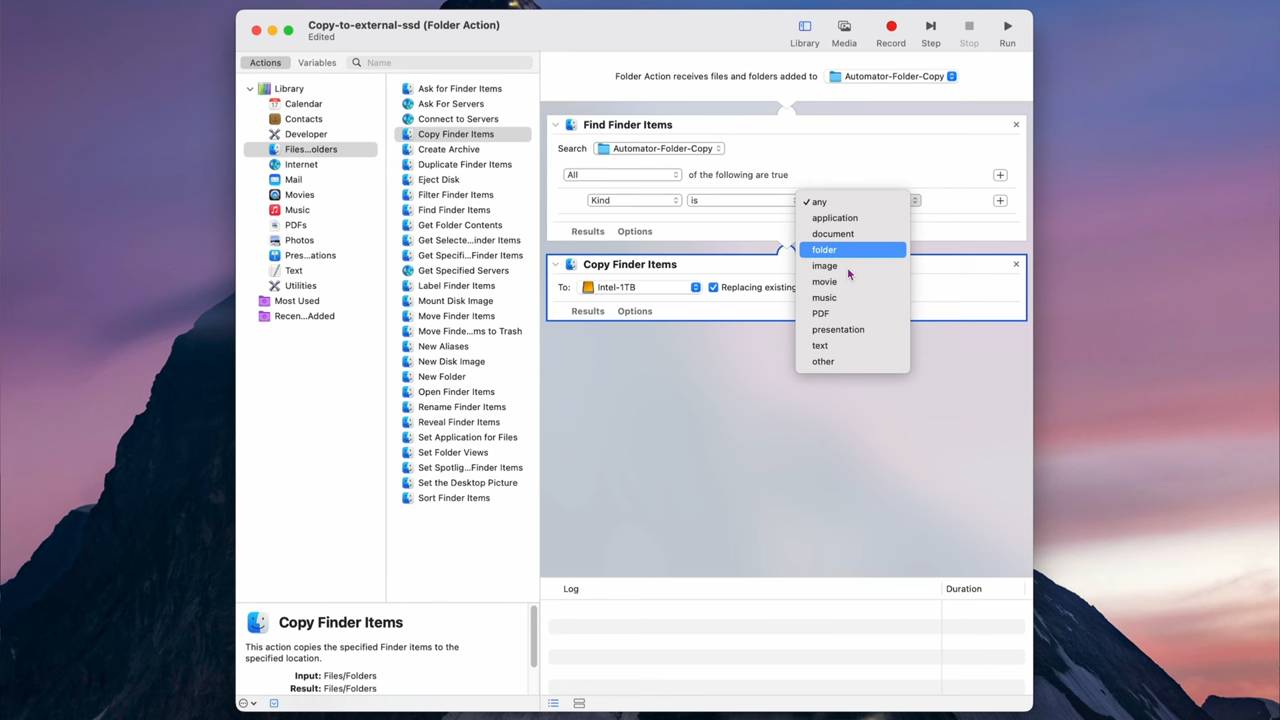 Copy-to-external-ssd (Folder Action)
Edited
Library
Media
Record
Step
Stop
Run
Actions
Variables
Name
Library
Calendar
Contacts
Developer
Files...olders
Internet
Mail
Movies
Music
PDFs
Photos
Pres...ations
Text
Utilities
Most Used
Recen...Added
Ask for Finder Items
Ask For Servers
Connect to Servers
Copy Finder Items
Create Archive
Duplicate Finder Items
Eject Disk
Filter Finder Items
Find Finder Items
Get Folder Contents
Get Selecte...inder Items
Get Specifi...Finder Items
Get Specified Servers
Label Finder Items
Mount Disk Image
Move Finder Items
Move Finde...ms to Trash
New Aliases
New Disk Image
New Folder
Open Finder Items
Rename Finder Items
Reveal Finder Items
Set Application for Files
Set Folder Views
Set Spotlig...Finder Items
Set the Desktop Picture
Sort Finder Items
Folder Action receives files and folders added to Automator-Folder-Copy
Find Finder Items
Search Automator-Folder-Copy
All of the following are true
Kind is
any
application
document
folder
image
movie
music
PDF
presentation
text
other
Results Options
Copy Finder Items
To: Intel-1TB Replacing existing
Results Options
Log Duration
Copy Finder Items
This action copies the specified Finder items to the
specified location.
Input: Files/Folders
Result: Files/Folders